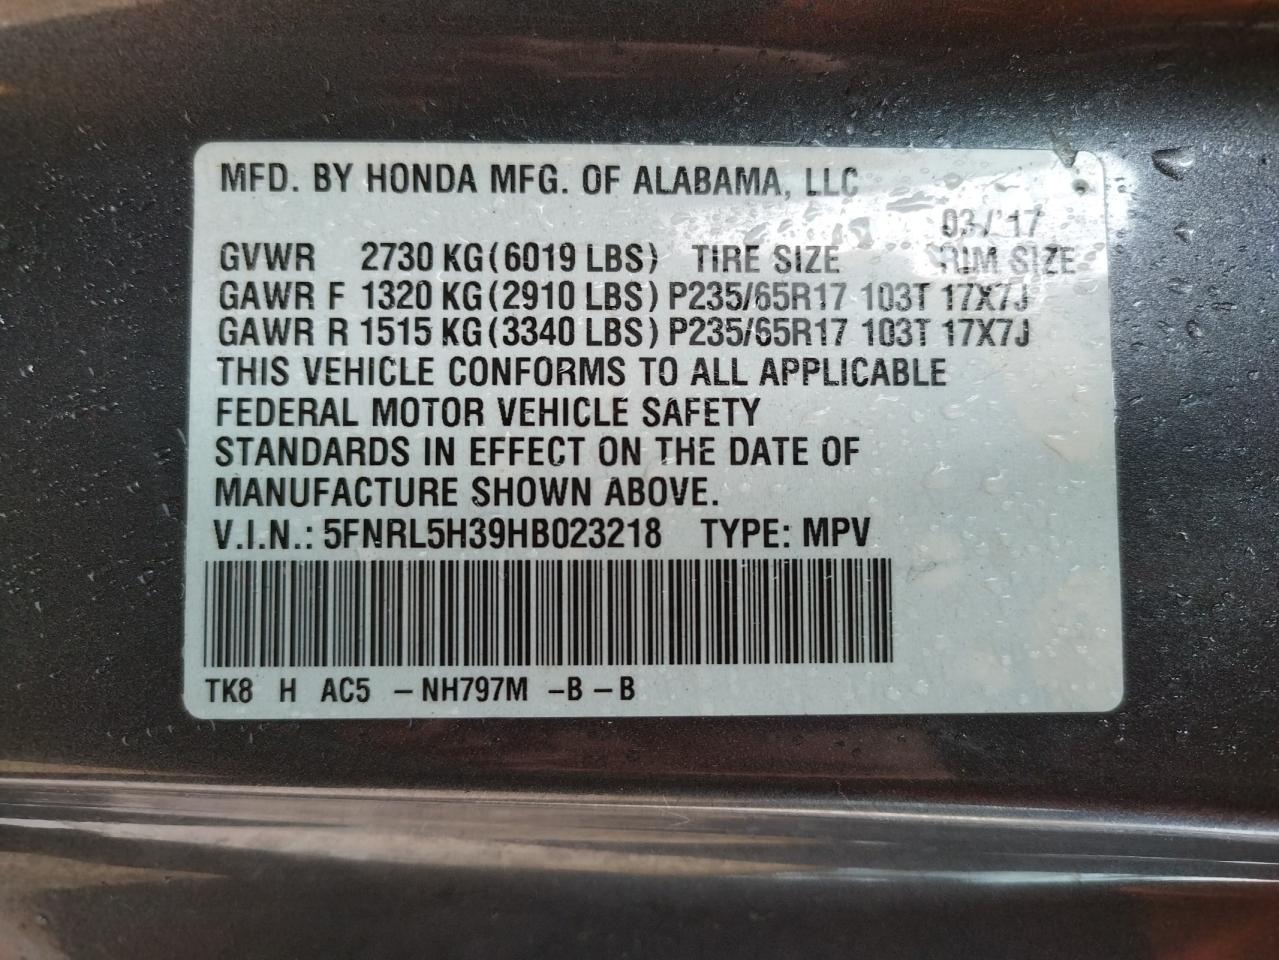 MFD. BY HONDA MFG. OF ALABAMA, LLC
03/'17
GVWR 2730 KG(6019 LBS) TIRE SIZE RIM SIZE
GAWR F 1320 KG(2910 LBS) P235/65R17 103T 17X7J
GAWR R 1515 KG(3340 LBS) P235/65R17 103T 17X7J
THIS VEHICLE CONFORMS TO ALL APPLICABLE
FEDERAL MOTOR VEHICLE SAFETY
STANDARDS IN EFFECT ON THE DATE OF
MANUFACTURE SHOWN ABOVE.
V.I.N.: 5FNRL5H39HB023218 TYPE: MPV
TK8 H AC5 -NH797M -B -B